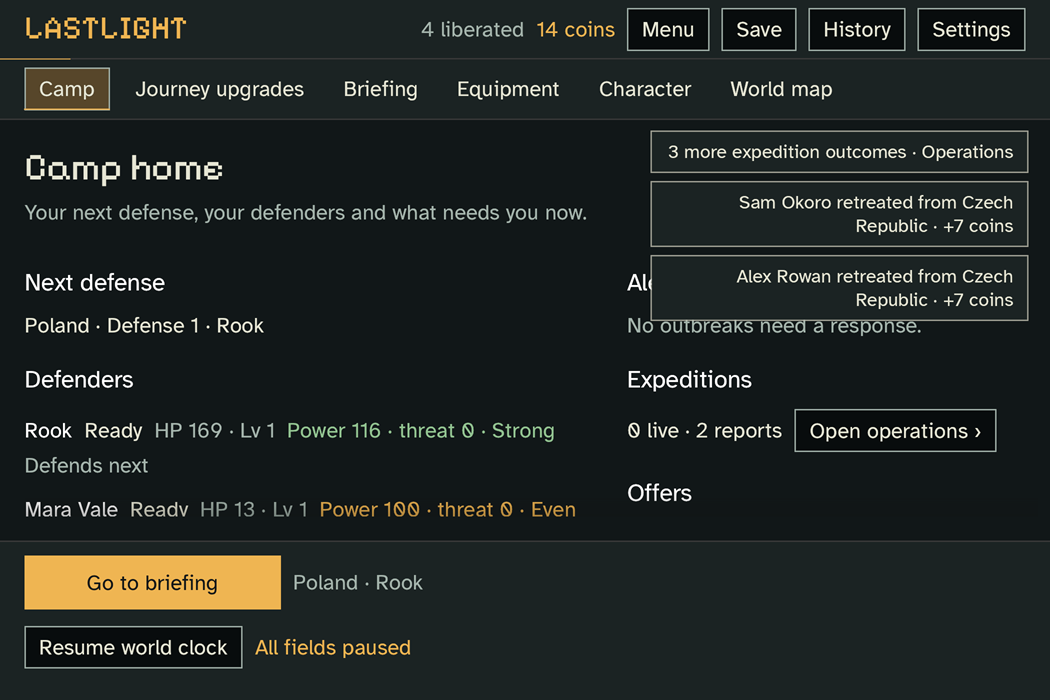 LASTLIGHT
4 liberated 14 coins Menu Save History Settings
Camp Journey upgrades Briefing Equipment Character World map
Camp home
Your next defense, your defenders and what needs you now.
3 more expedition outcomes · Operations
Sam Okoro retreated from Czech
Republic · +7 coins
Alex Rowan retreated from Czech
Republic · +7 coins
Next defense
Poland · Defense 1 · Rook
Defenders
Rook Ready HP 169 · Lv 1 Power 116 · threat 0 · Strong
Defends next
Mara Vale Ready HP 13 · Lv 1 Power 100 · threat 0 · Even
No outbreaks need a response.
Expeditions
0 live · 2 reports Open operations ›
Offers
Go to briefing Poland · Rook
Resume world clock All fields paused